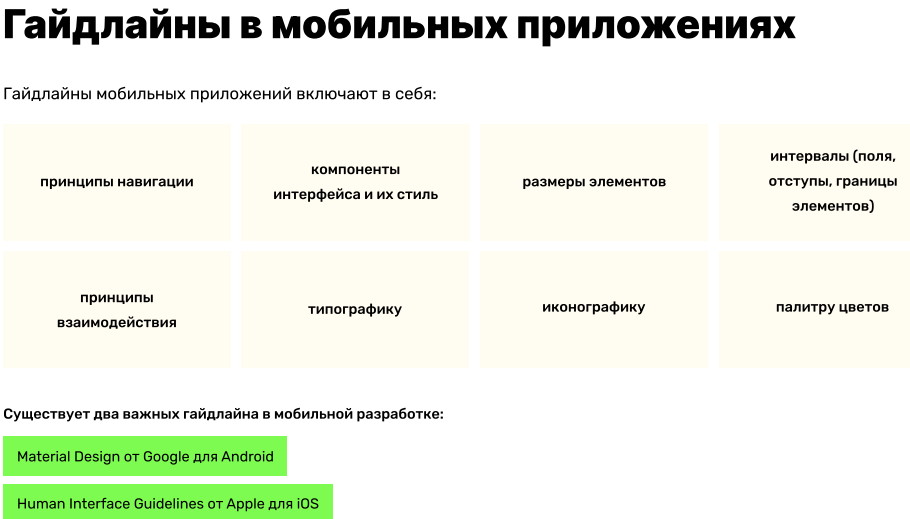 Гайдлайны в мобильных приложениях
Гайдлайны мобильных приложений включают в себя:
принципы навигации
компоненты
интерфейса и их стиль
размеры элементов
интервалы (поля,
отступы, границы
элементов)
принципы
взаимодействия
типографику
иконографику
палитру цветов
Существует два важных гайдлайна в мобильной разработке:
Material Design от Google для Android
Human Interface Guidelines от Apple для iOS